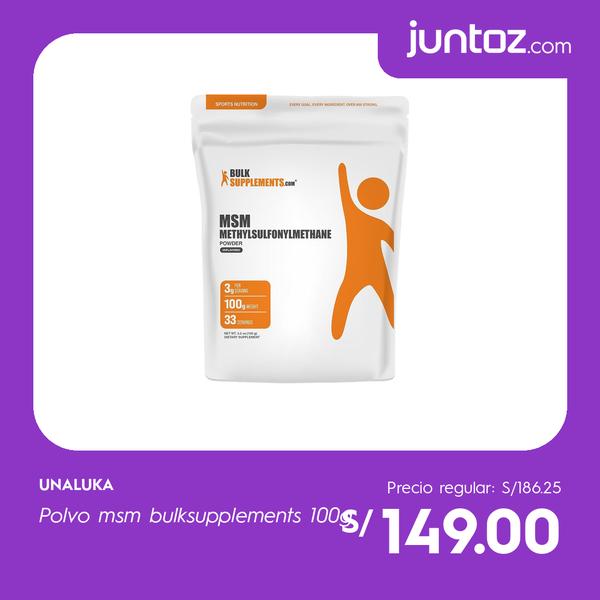 juntoz.com
SPORTS NUTRITION
EVERY GOAL. EVERY INGREDIENT. OVER 400 STRONG.
BULK
SUPPLEMENTS.COM®
MSM
METHYLSULFONYLMETHANE
POWDER
UNFLAVORED
3g PER SERVING
100g WEIGHT
33 SERVINGS
NET WT. 3.5 oz (100 g)
DIETARY SUPPLEMENT
UNALUKA
Precio regular: S/186.25
Polvo msm bulksupplements 100g
S/ 149.00